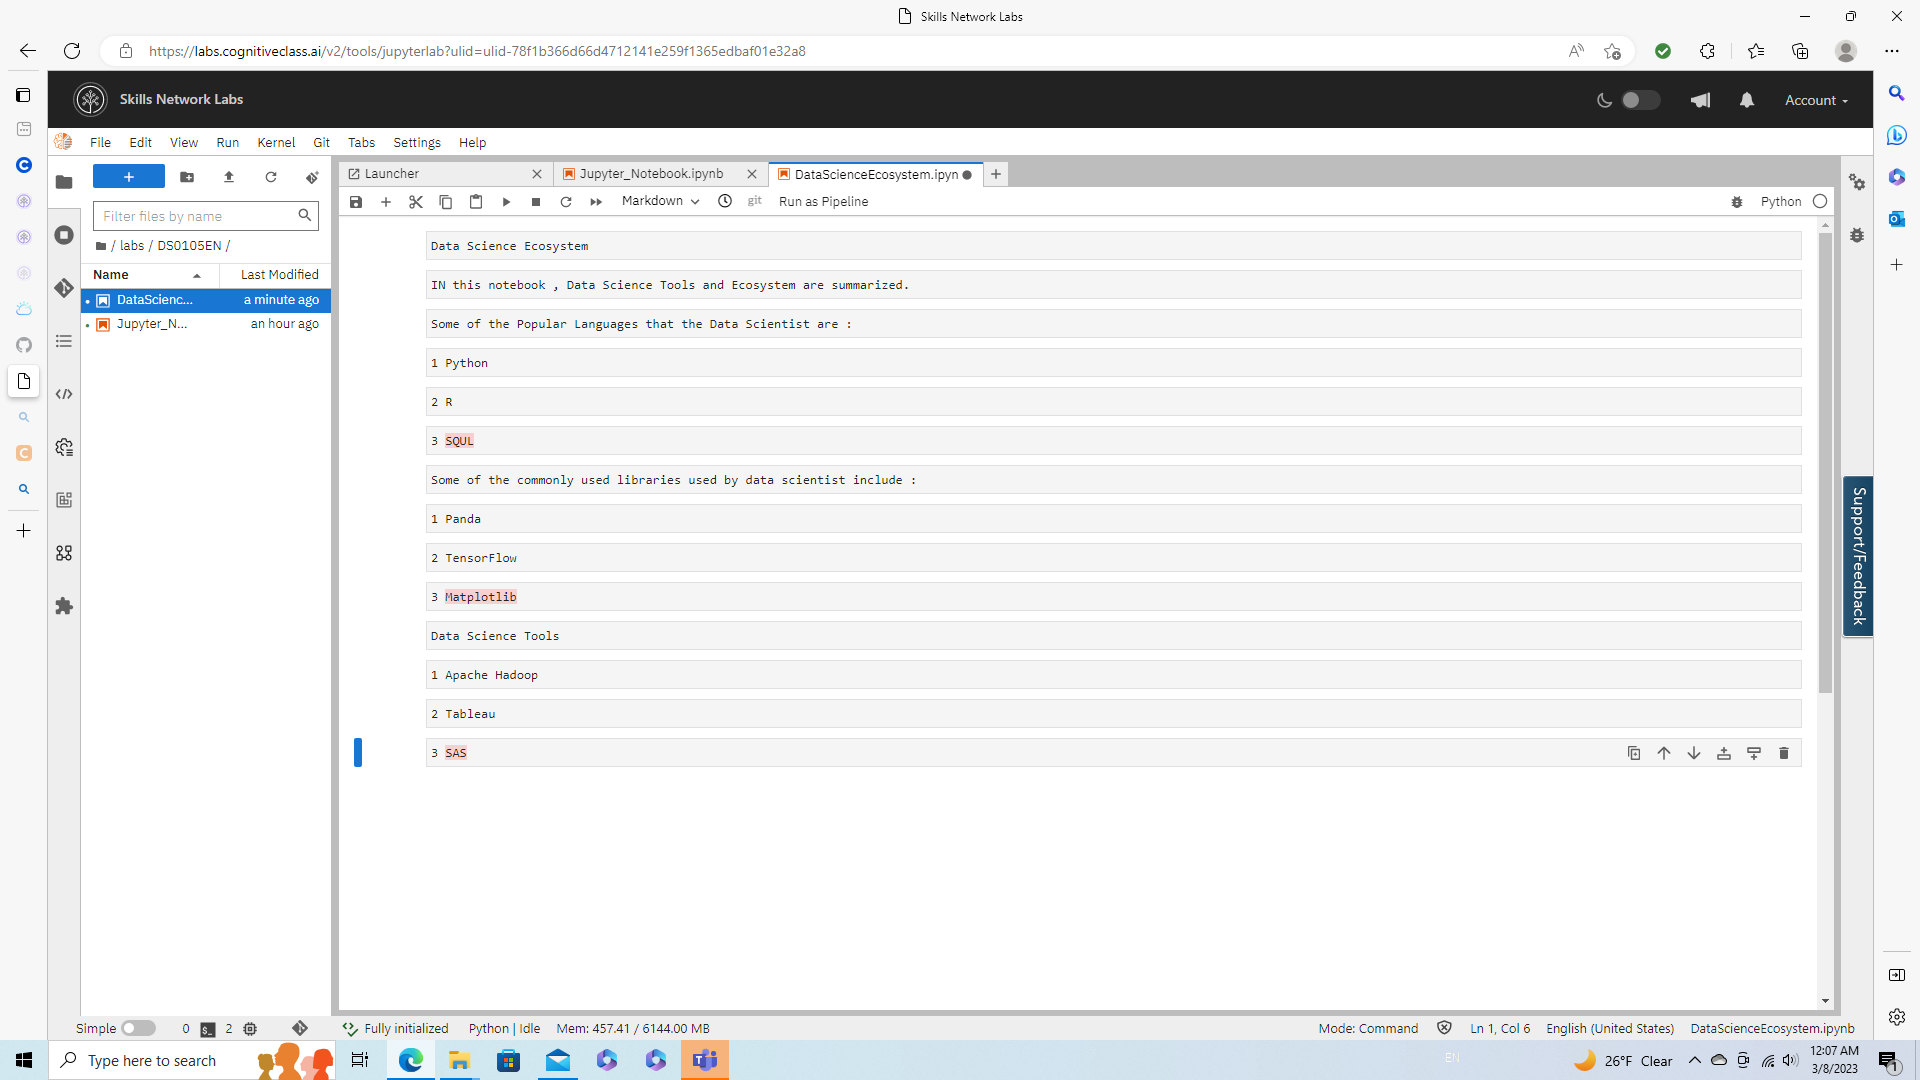 Skills Network Labs
https://labs.cognitiveclass.ai/v2/tools/jupyterlab?ulid=ulid-78f1b366d66d4712141e259f1365edbaf01e32a8
Skills Network Labs
Account
File Edit View Run Kernel Git Tabs Settings Help
Launcher
Jupyter_Notebook.ipynb
DataScienceEcosystem.ipyn
Markdown
git
Run as Pipeline
Python
Filter files by name
/ labs / DS0105EN /
Name Last Modified
DataScienc... a minute ago
Jupyter_N... an hour ago
Data Science Ecosystem
IN this notebook , Data Science Tools and Ecosystem are summarized.
Some of the Popular Languages that the Data Scientist are :
1 Python
2 R
3 SQUL
Some of the commonly used libraries used by data scientist include :
1 Panda
2 TensorFlow
3 Matplotlib
Data Science Tools
1 Apache Hadoop
2 Tableau
3 SAS
Support/Feedback
Simple 0 2 Fully initialized Python | Idle Mem: 457.41 / 6144.00 MB Mode: Command Ln 1, Col 6 English (United States) DataScienceEcosystem.ipynb
Type here to search
EN
26°F Clear
12:07 AM
3/8/2023
1